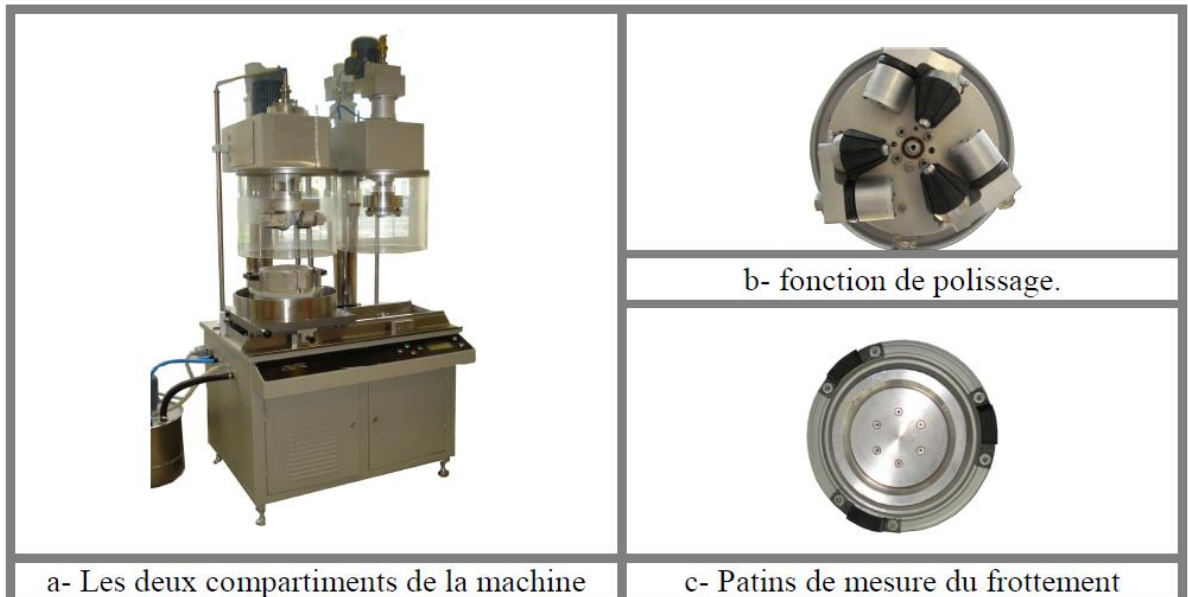 b- fonction de polissage.
a- Les deux compartiments de la machine
c- Patins de mesure du frottement